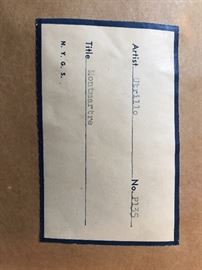 Artist Utrillo No. P135
Title Montmartre
N. Y. G. S.